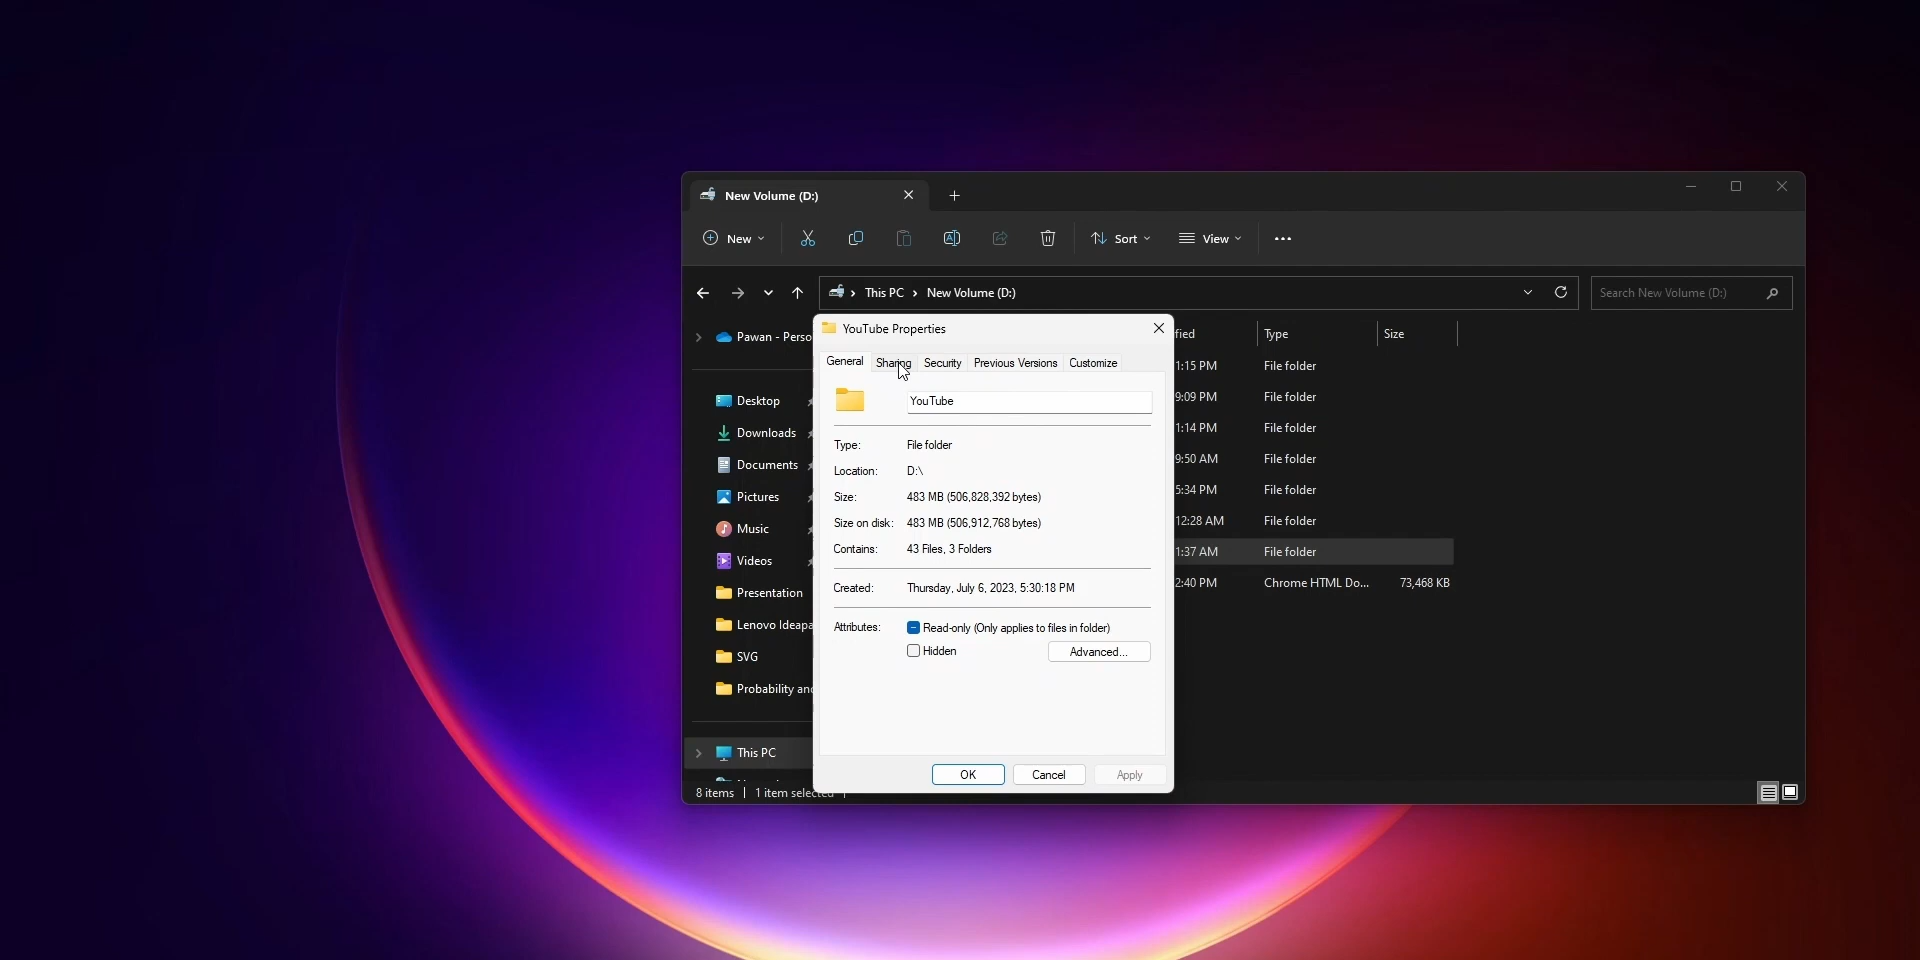 New Volume (D:)
New
Sort
View
This PC > New Volume (D:)
Search New Volume (D:)
Pawan - Perso
Desktop
Downloads
Documents
Pictures
Music
Videos
Presentation
Lenovo Ideapa
SVG
Probability and
This PC
8 items
1 item selected
YouTube Properties
General Sharing Security Previous Versions Customize
YouTube
Type: File folder
Location: D:\
Size: 483 MB (506,828,392 bytes)
Size on disk: 483 MB (506,912,768 bytes)
Contains: 43 Files, 3 Folders
Created: Thursday, July 6, 2023, 5:30:18 PM
Attributes: Read-only (Only applies to files in folder)
Hidden Advanced...
OK Cancel Apply
fied Type Size
1:15 PM File folder
9:09 PM File folder
1:14 PM File folder
9:50 AM File folder
5:34 PM File folder
12:28 AM File folder
1:37 AM File folder
2:40 PM Chrome HTML Do... 73,468 KB